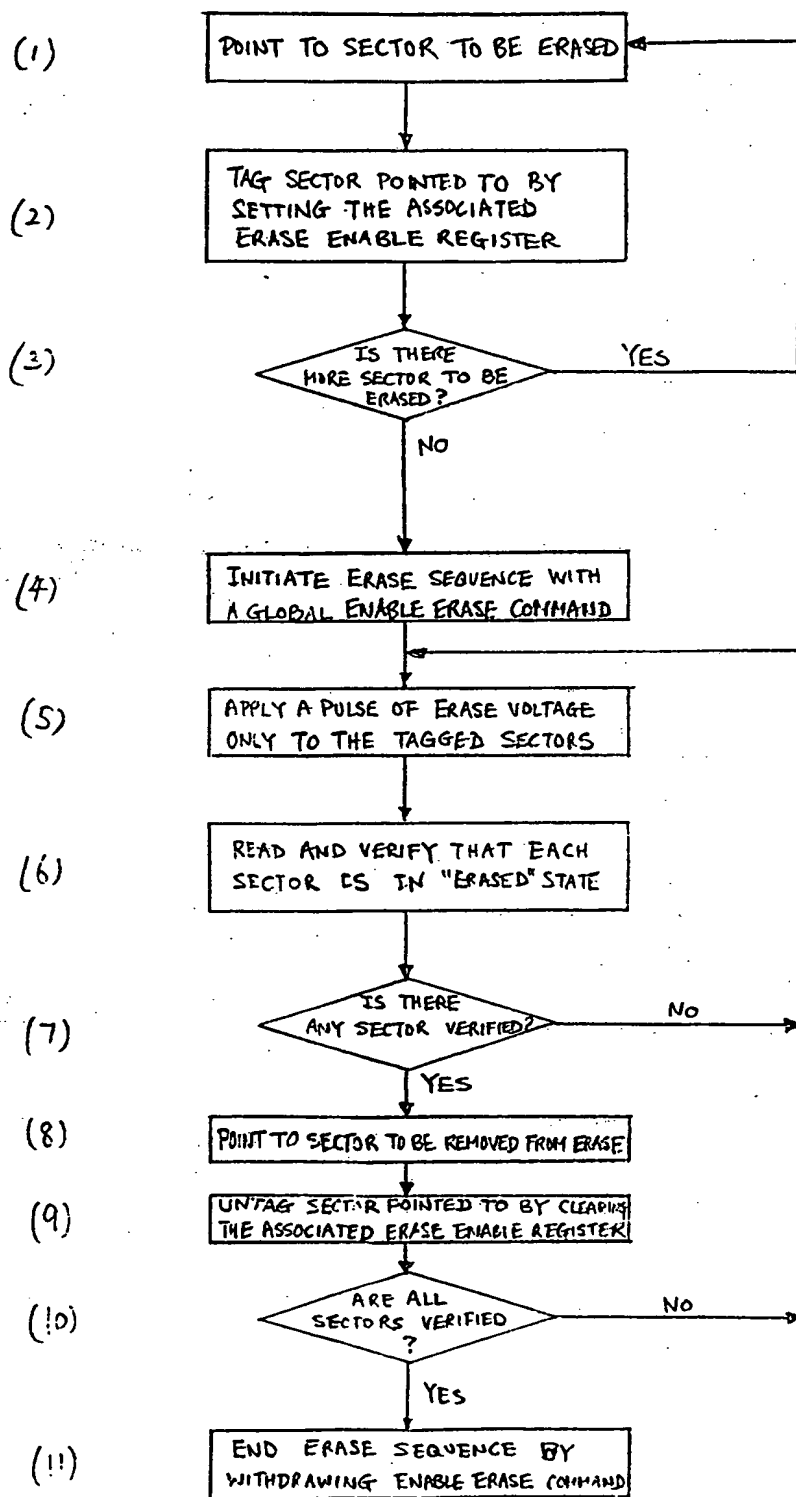 (1)
POINT TO SECTOR TO BE ERASED
(2)
TAG SECTOR POINTED TO BY
SETTING THE ASSOCIATED
ERASE ENABLE REGISTER
(3)
IS THERE
MORE SECTOR TO BE
ERASED?
YES
NO
(4)
INITIATE ERASE SEQUENCE WITH
A GLOBAL ENABLE ERASE COMMAND
(5)
APPLY A PULSE OF ERASE VOLTAGE
ONLY TO THE TAGGED SECTORS
(6)
READ AND VERIFY THAT EACH
SECTOR IS IN "ERASED" STATE
(7)
IS THERE
ANY SECTOR VERIFIED?
NO
YES
(8)
POINT TO SECTOR TO BE REMOVED FROM ERASE
(9)
UNTAG SECTOR POINTED TO BY CLEARING
THE ASSOCIATED ERASE ENABLE REGISTER
(10)
ARE ALL
SECTORS VERIFIED
?
NO
YES
(11)
END ERASE SEQUENCE BY
WITHDRAWING ENABLE ERASE COMMAND